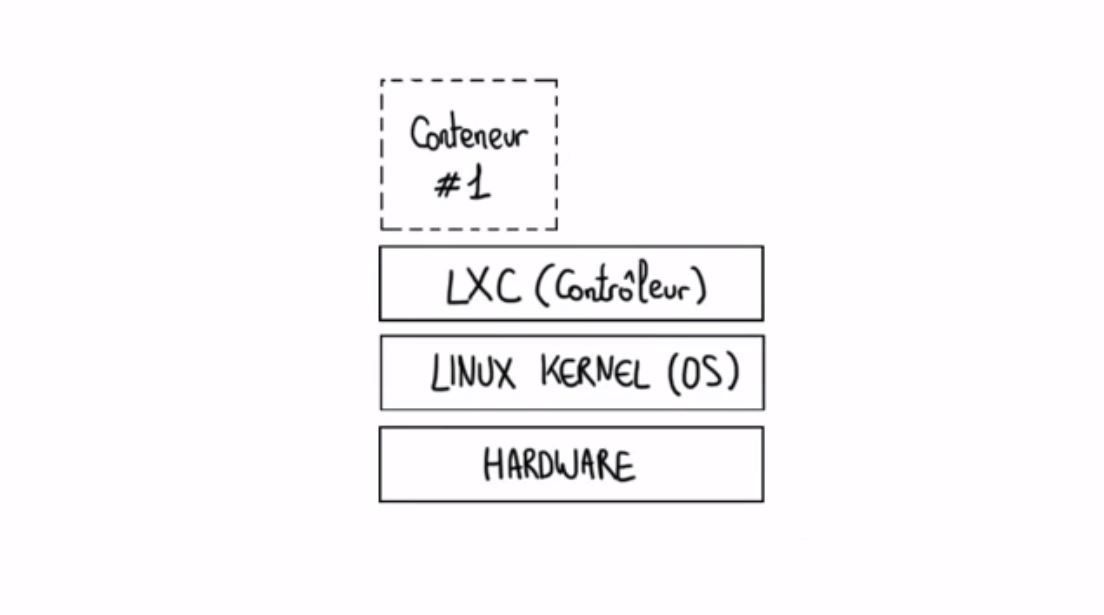 Conteneur
#1
LXC (Contrôleur)
LINUX KERNEL (OS)
HARDWARE